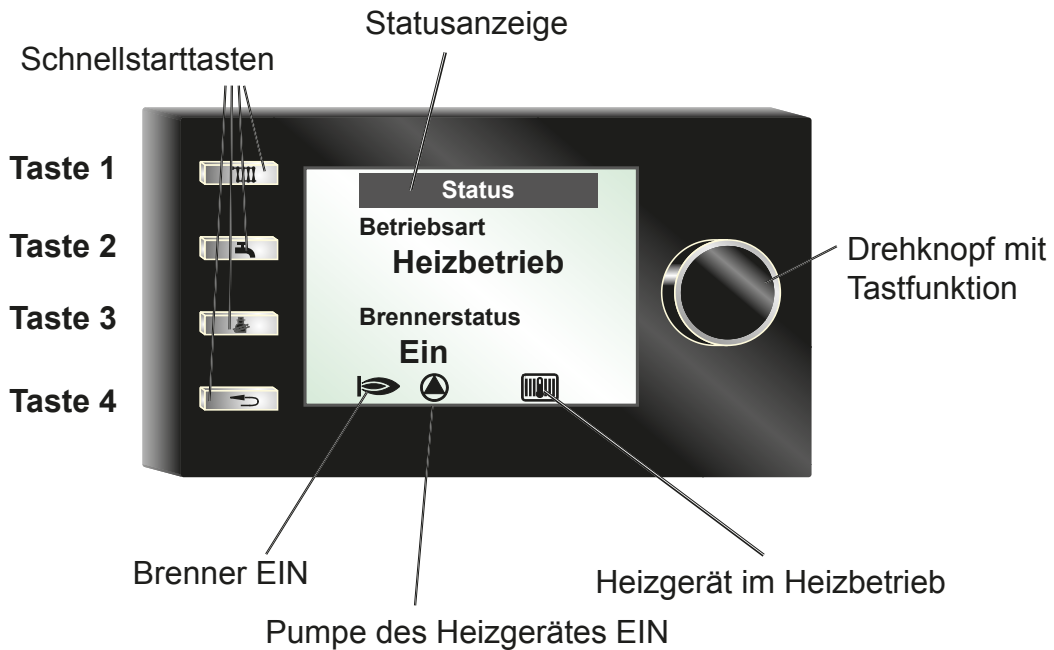 Statusanzeige
Schnellstarttasten
Taste 1
Taste 2
Taste 3
Taste 4
Status
Betriebsart
Heizbetrieb
Brennerstatus
Ein
Drehknopf mit
Tastfunktion
Brenner EIN
Heizgerät im Heizbetrieb
Pumpe des Heizgerätes EIN